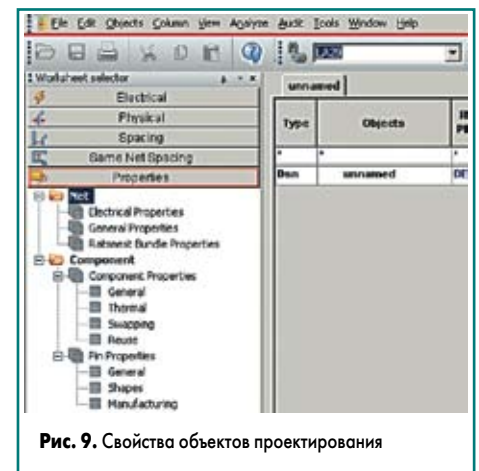 File Edit Objects Column View Analyze Audit Tools Window Help
Worksheet selector
Electrical
Physical
Spacing
Same Net Spacing
Properties
Net
Electrical Properties
General Properties
Ratsnest Bundle Properties
Component
Component Properties
General
Thermal
Swapping
Reuse
Pin Properties
General
Shapes
Manufacturing
unnamed
Type Objects
* * *
Dsn unnamed
Рис. 9. Свойства объектов проектирования